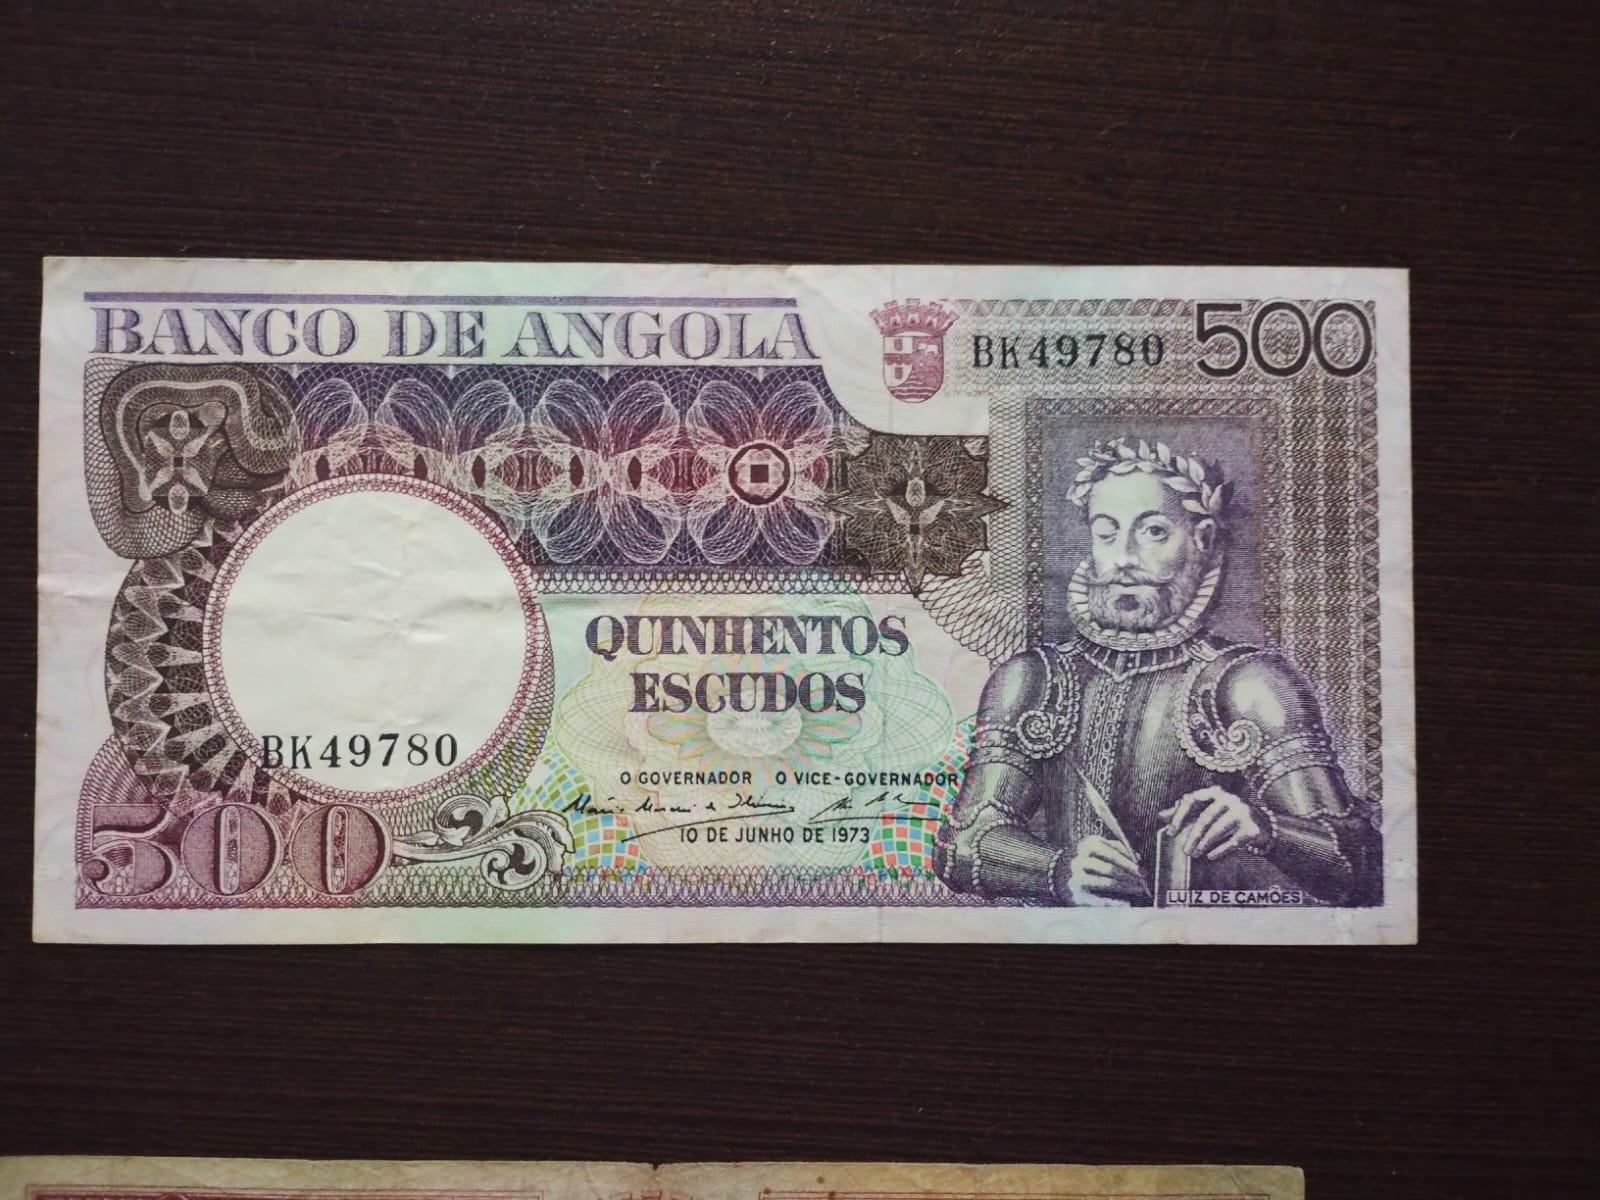 BANCO DE ANGOLA
BK49780
500
QUINHENTOS
ESCUDOS
BK49780
O GOVERNADOR O VICE-GOVERNADOR
10 DE JUNHO DE 1973
500
LUIZ DE CAMÕES